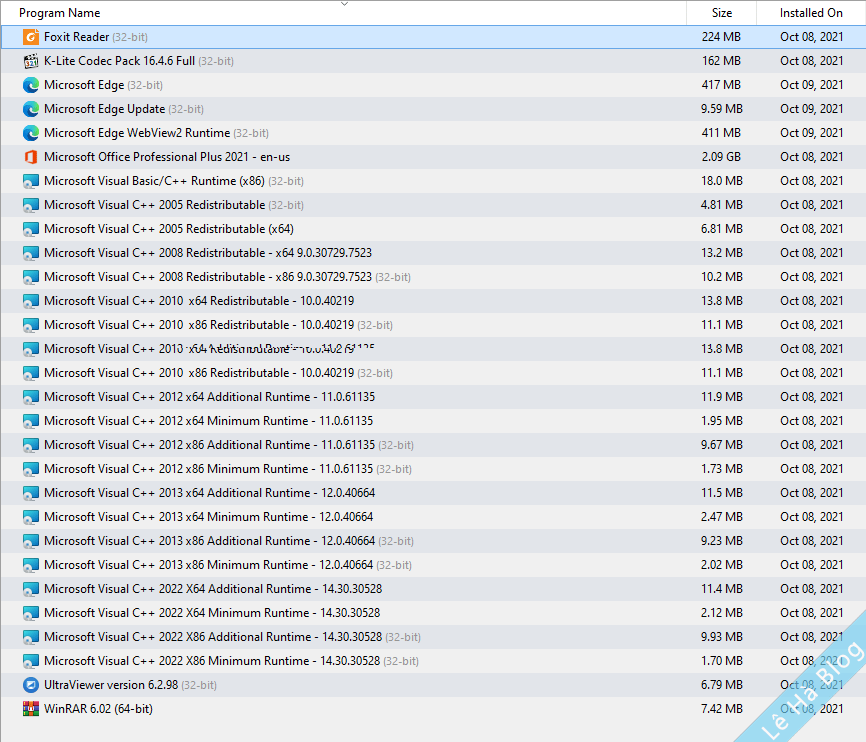 Program Name Size Installed On
Foxit Reader (32-bit) 224 MB Oct 08, 2021
K-Lite Codec Pack 16.4.6 Full (32-bit) 162 MB Oct 08, 2021
Microsoft Edge (32-bit) 417 MB Oct 09, 2021
Microsoft Edge Update (32-bit) 9.59 MB Oct 09, 2021
Microsoft Edge WebView2 Runtime (32-bit) 411 MB Oct 09, 2021
Microsoft Office Professional Plus 2021 - en-us 2.09 GB Oct 08, 2021
Microsoft Visual Basic/C++ Runtime (x86) (32-bit) 18.0 MB Oct 08, 2021
Microsoft Visual C++ 2005 Redistributable (32-bit) 4.81 MB Oct 08, 2021
Microsoft Visual C++ 2005 Redistributable (x64) 6.81 MB Oct 08, 2021
Microsoft Visual C++ 2008 Redistributable - x64 9.0.30729.7523 13.2 MB Oct 08, 2021
Microsoft Visual C++ 2008 Redistributable - x86 9.0.30729.7523 (32-bit) 10.2 MB Oct 08, 2021
Microsoft Visual C++ 2010 x64 Redistributable - 10.0.40219 13.8 MB Oct 08, 2021
Microsoft Visual C++ 2010 x86 Redistributable - 10.0.40219 (32-bit) 11.1 MB Oct 08, 2021
Microsoft Visual C++ 13.8 MB Oct 08, 2021
Microsoft Visual C++ 2010 x86 Redistributable - 10.0.40219 (32-bit) 11.1 MB Oct 08, 2021
Microsoft Visual C++ 2012 x64 Additional Runtime - 11.0.61135 11.9 MB Oct 08, 2021
Microsoft Visual C++ 2012 x64 Minimum Runtime - 11.0.61135 1.95 MB Oct 08, 2021
Microsoft Visual C++ 2012 x86 Additional Runtime - 11.0.61135 (32-bit) 9.67 MB Oct 08, 2021
Microsoft Visual C++ 2012 x86 Minimum Runtime - 11.0.61135 (32-bit) 1.73 MB Oct 08, 2021
Microsoft Visual C++ 2013 x64 Additional Runtime - 12.0.40664 11.5 MB Oct 08, 2021
Microsoft Visual C++ 2013 x64 Minimum Runtime - 12.0.40664 2.47 MB Oct 08, 2021
Microsoft Visual C++ 2013 x86 Additional Runtime - 12.0.40664 (32-bit) 9.23 MB Oct 08, 2021
Microsoft Visual C++ 2013 x86 Minimum Runtime - 12.0.40664 (32-bit) 2.02 MB Oct 08, 2021
Microsoft Visual C++ 2022 X64 Additional Runtime - 14.30.30528 11.4 MB Oct 08, 2021
Microsoft Visual C++ 2022 X64 Minimum Runtime - 14.30.30528 2.12 MB Oct 08, 2021
Microsoft Visual C++ 2022 X86 Additional Runtime - 14.30.30528 (32-bit) 9.93 MB Oct 08, 2021
Microsoft Visual C++ 2022 X86 Minimum Runtime - 14.30.30528 (32-bit) 1.70 MB Oct 08, 2021
UltraViewer version 6.2.98 (32-bit) 6.79 MB Oct 08, 2021
WinRAR 6.02 (64-bit) 7.42 MB Oct 08, 2021
Lê Hà Blog